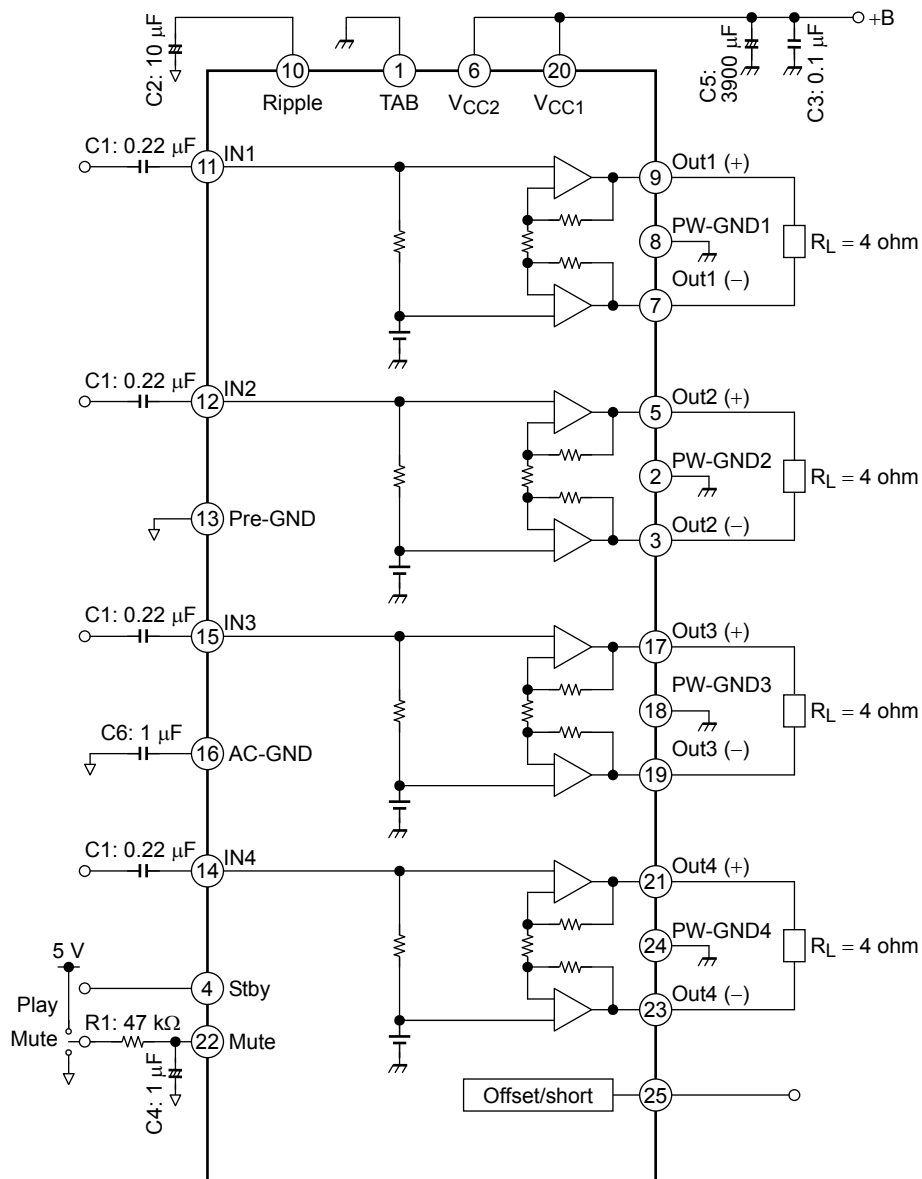 C2: 10 µF
+B
C5: 3900 µF
C3: 0.1 µF
10
1
6
20
Ripple
TAB
VCC2
VCC1
C1: 0.22 µF
11
IN1
9
Out1 (+)
8
PW-GND1
RL = 4 ohm
7
Out1 (−)
C1: 0.22 µF
12
IN2
5
Out2 (+)
2
PW-GND2
RL = 4 ohm
3
Out2 (−)
13
Pre-GND
C1: 0.22 µF
15
IN3
17
Out3 (+)
18
PW-GND3
RL = 4 ohm
19
Out3 (−)
C6: 1 µF
16
AC-GND
C1: 0.22 µF
14
IN4
21
Out4 (+)
24
PW-GND4
RL = 4 ohm
23
Out4 (−)
5 V
4
Stby
Play
Mute
R1: 47 kΩ
22
Mute
C4: 1 µF
Offset/short
25